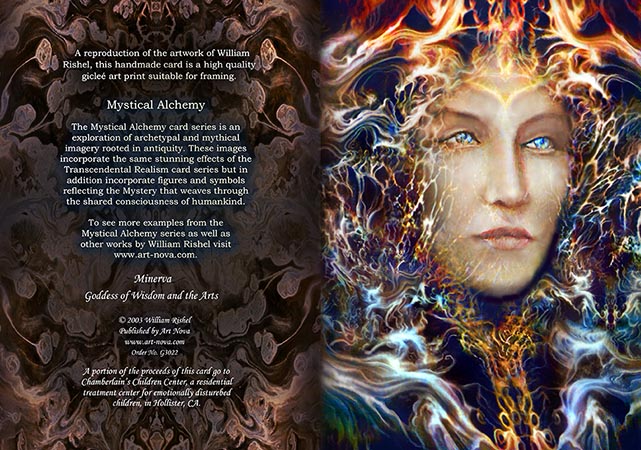 A reproduction of the artwork of William
Rishel, this handmade card is a high quality
gicleé art print suitable for framing.
Mystical Alchemy
The Mystical Alchemy card series is an
exploration of archetypal and mythical
imagery rooted in antiquity. These images
incorporate the same stunning effects of the
Transcendental Realism card series but in
addition incorporate figures and symbols
reflecting the Mystery that weaves through
the shared consciousness of humankind.
To see more examples from the
Mystical Alchemy series as well as
other works by William Rishel visit
www.art-nova.com.
Minerva
Goddess of Wisdom and the Arts
© 2003 William Rishel
Published by Art Nova
www.art-nova.com
Order No. G3022
A portion of the proceeds of this card go to
Chamberlain's Children Center, a residential
treatment center for emotionally disturebed
children, in Hollister, CA.